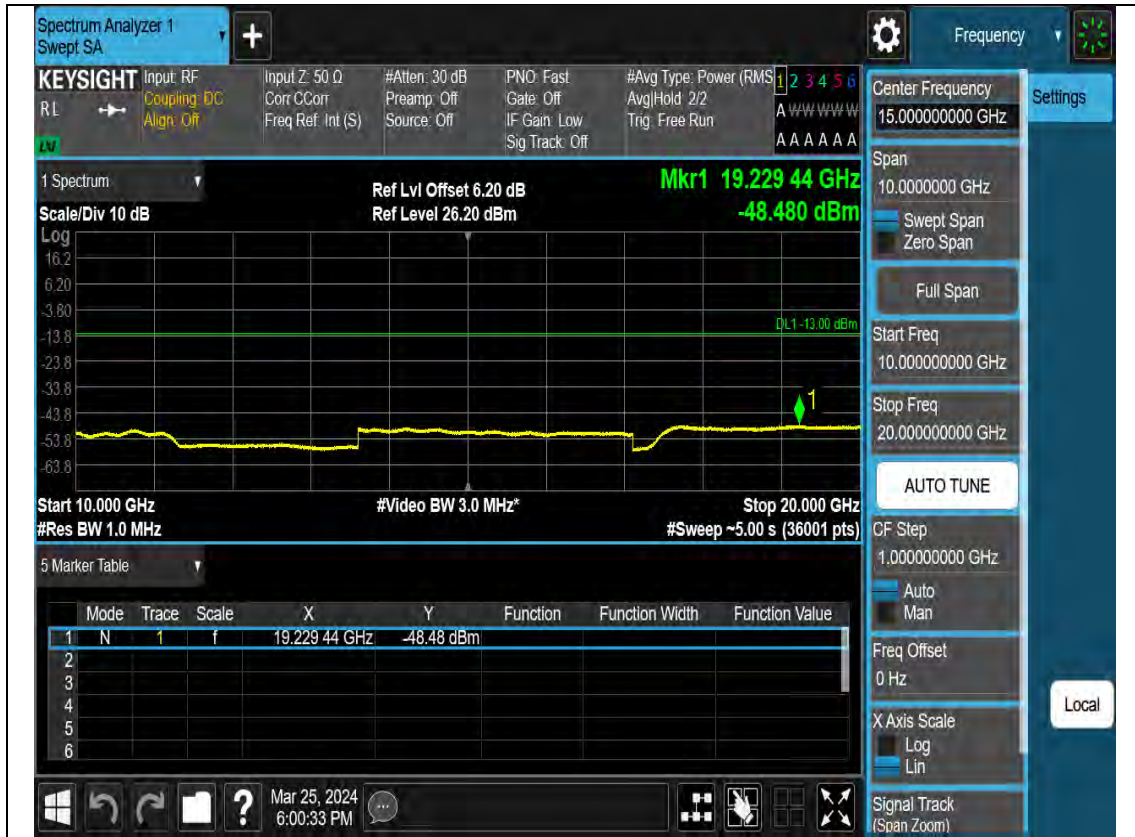 Spectrum Analyzer 1
Swept SA
Frequency
KEYSIGHT
RL
Input: RF
Coupling: DC
Align: Off
Input Z: 50 Ω
Corr CCorr
Freq Ref: Int (S)
#Atten: 30 dB
Preamp: Off
Source: Off
PNO: Fast
Gate: Off
IF Gain: Low
Sig Track: Off
#Avg Type: Power (RMS
Avg|Hold: 2/2
Trig: Free Run
1 2 3 4 5 6
A W W W W W
A A A A A A
1 Spectrum
Scale/Div 10 dB
Log
Ref Lvl Offset 6.20 dB
Ref Level 26.20 dBm
Mkr1 19.229 44 GHz
-48.480 dBm
16.2
6.20
-3.80
-13.8
-23.8
-33.8
-43.8
-53.8
-63.8
DL1 -13.00 dBm
1
Start 10.000 GHz
#Res BW 1.0 MHz
#Video BW 3.0 MHz*
Stop 20.000 GHz
#Sweep ~5.00 s (36001 pts)
5 Marker Table
Mode Trace Scale X Y Function Function Width Function Value
1 N 1 f 19.229 44 GHz -48.48 dBm
2
3
4
5
6
Mar 25, 2024
6:00:33 PM
Center Frequency
15.000000000 GHz
Span
10.0000000 GHz
Swept Span
Zero Span
Full Span
Start Freq
10.000000000 GHz
Stop Freq
20.000000000 GHz
AUTO TUNE
CF Step
1.000000000 GHz
Auto
Man
Freq Offset
0 Hz
X Axis Scale
Log
Lin
Signal Track
(Span Zoom)
Settings
Local